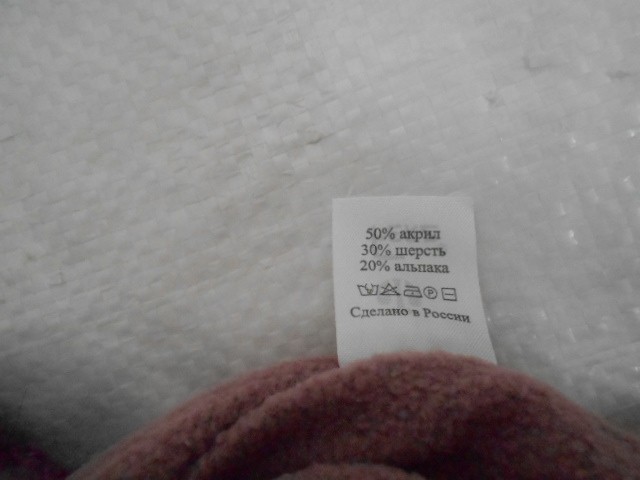 50% акрил
30% шерсть
20% альпака
Сделано в России